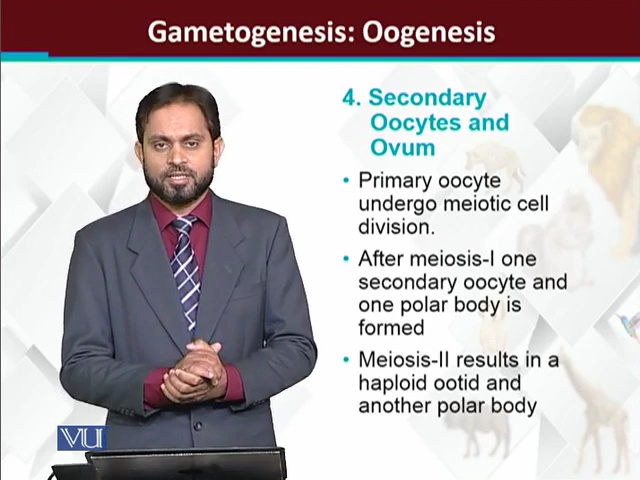 Gametogenesis: Oogenesis
4. Secondary
Oocytes and
Ovum
• Primary oocyte
undergo meiotic cell
division.
• After meiosis-I one
secondary oocyte and
one polar body is
formed
• Meiosis-II results in a
haploid ootid and
another polar body
VU